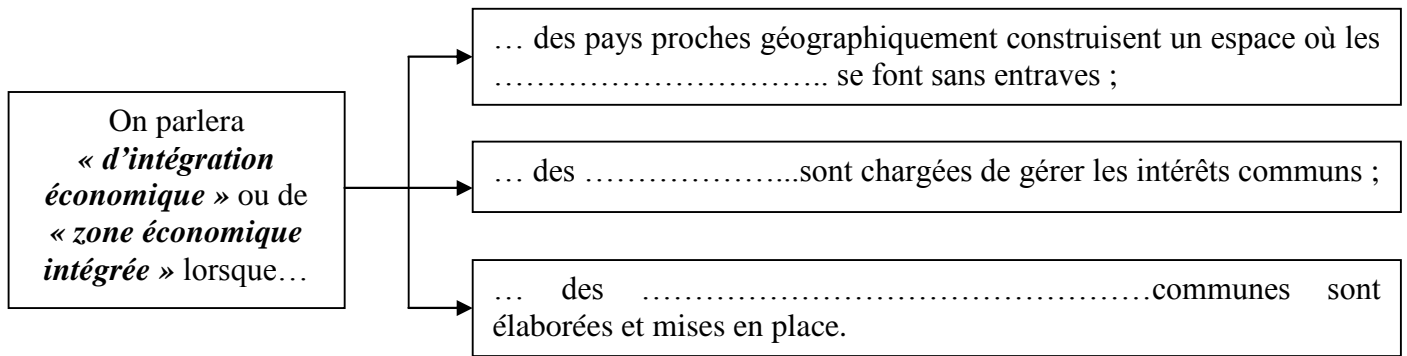 On parlera
« d'intégration
économique » ou de
« zone économique
intégrée » lorsque…
… des pays proches géographiquement construisent un espace où les
………………………….. se font sans entraves ;
… des ………………...sont chargées de gérer les intérêts communs ;
… des …………………………………………communes sont
élaborées et mises en place.